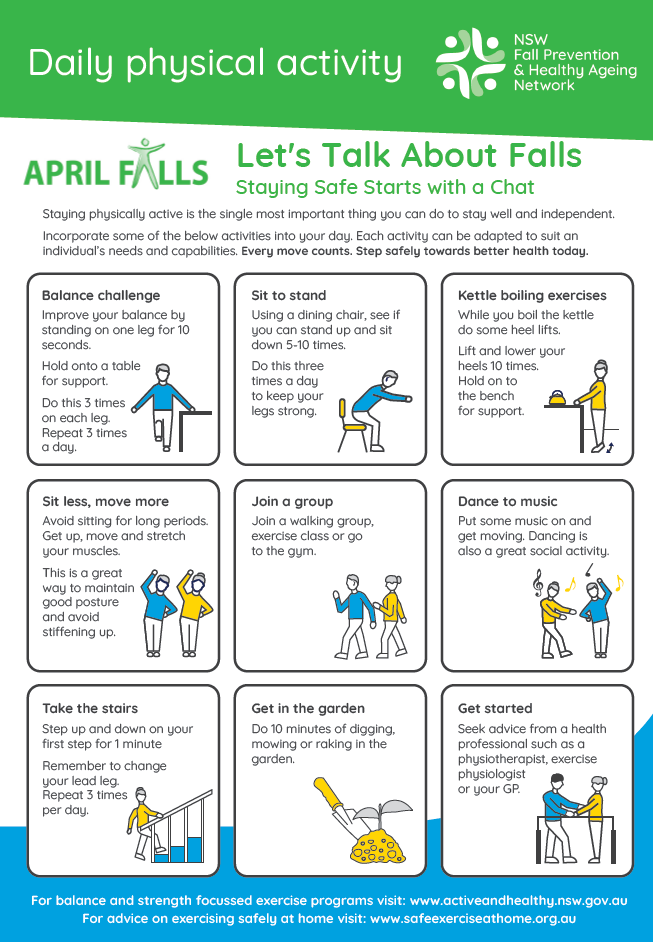 Daily physical activity
NSW
Fall Prevention
& Healthy Ageing
Network
APRIL FALLS
Let's Talk About Falls
Staying Safe Starts with a Chat
Staying physically active is the single most important thing you can do to stay well and independent.
Incorporate some of the below activities into your day. Each activity can be adapted to suit an
individual's needs and capabilities. Every move counts. Step safely towards better health today.
Balance challenge
Improve your balance by
standing on one leg for 10
seconds.
Hold onto a table
for support.
Do this 3 times
on each leg.
Repeat 3 times
a day.
Sit to stand
Using a dining chair, see if
you can stand up and sit
down 5-10 times.
Do this three
times a day
to keep your
legs strong.
Kettle boiling exercises
While you boil the kettle
do some heel lifts.
Lift and lower your
heels 10 times.
Hold on to
the bench
for support.
Sit less, move more
Avoid sitting for long periods.
Get up, move and stretch
your muscles.
This is a great
way to maintain
good posture
and avoid
stiffening up.
Join a group
Join a walking group,
exercise class or go
to the gym.
Dance to music
Put some music on and
get moving. Dancing is
also a great social activity.
Take the stairs
Step up and down on your
first step for 1 minute
Remember to change
your lead leg.
Repeat 3 times
per day.
Get in the garden
Do 10 minutes of digging,
mowing or raking in the
garden.
Get started
Seek advice from a health
professional such as a
physiotherapist, exercise
physiologist
or your GP.
For balance and strength focussed exercise programs visit: www.activeandhealthy.nsw.gov.au
For advice on exercising safely at home visit: www.safeexerciseathome.org.au